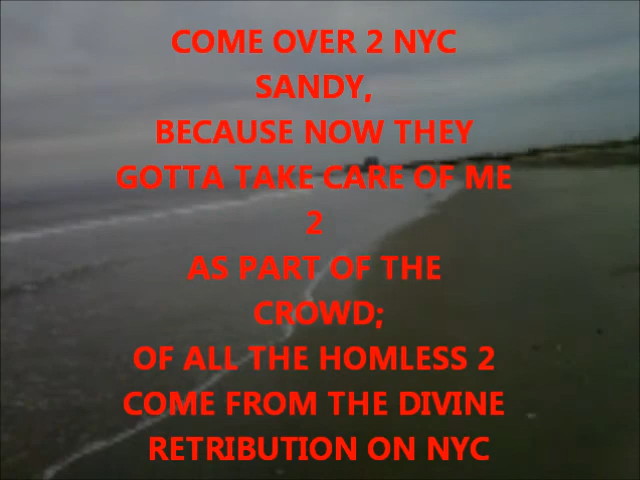 COME OVER 2 NYC
SANDY,
BECAUSE NOW THEY
GOTTA TAKE CARE OF ME
2
AS PART OF THE
CROWD;
OF ALL THE HOMLESS 2
COME FROM THE DIVINE
RETRIBUTION ON NYC